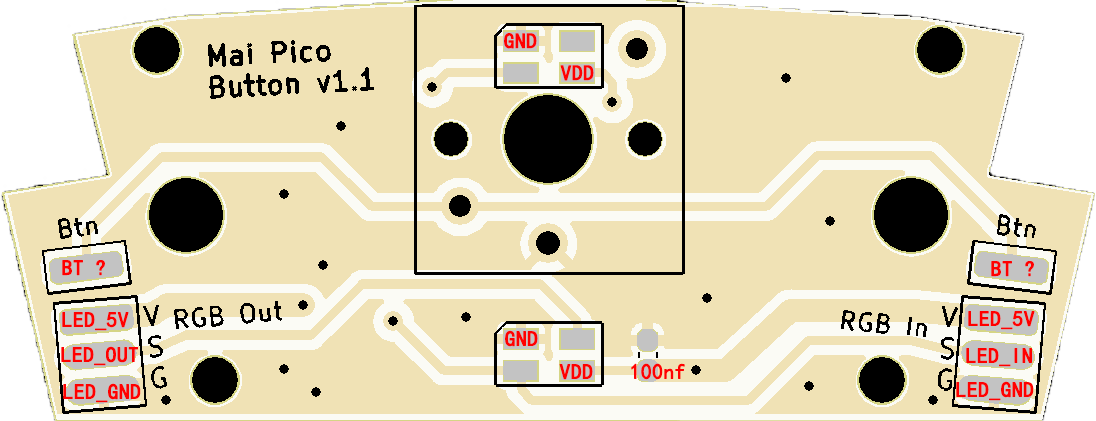 Mai Pico
Button v1.1
GND
VDD
Btn
BT ?
LED_5V
V
RGB Out
LED_OUT
S
LED_GND
G
GND
VDD
100nf
Btn
BT ?
RGB In
V
LED_5V
S
LED_IN
G
LED_GND